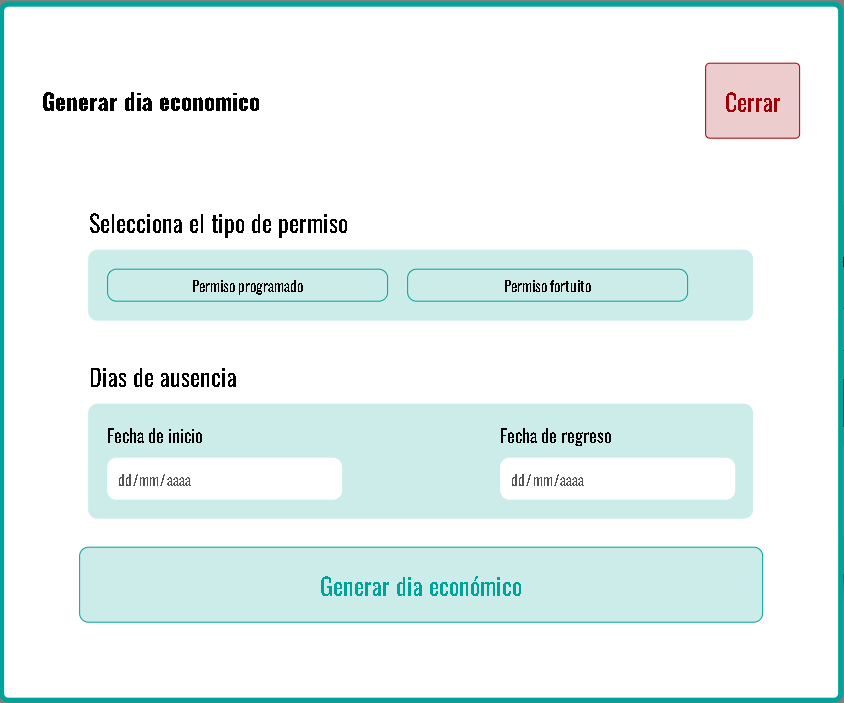 Generar dia economico
Cerrar
Selecciona el tipo de permiso
Permiso programado
Permiso fortuito
Dias de ausencia
Fecha de inicio
Fecha de regreso
dd/mm/aaaa
dd/mm/aaaa
Generar dia económico